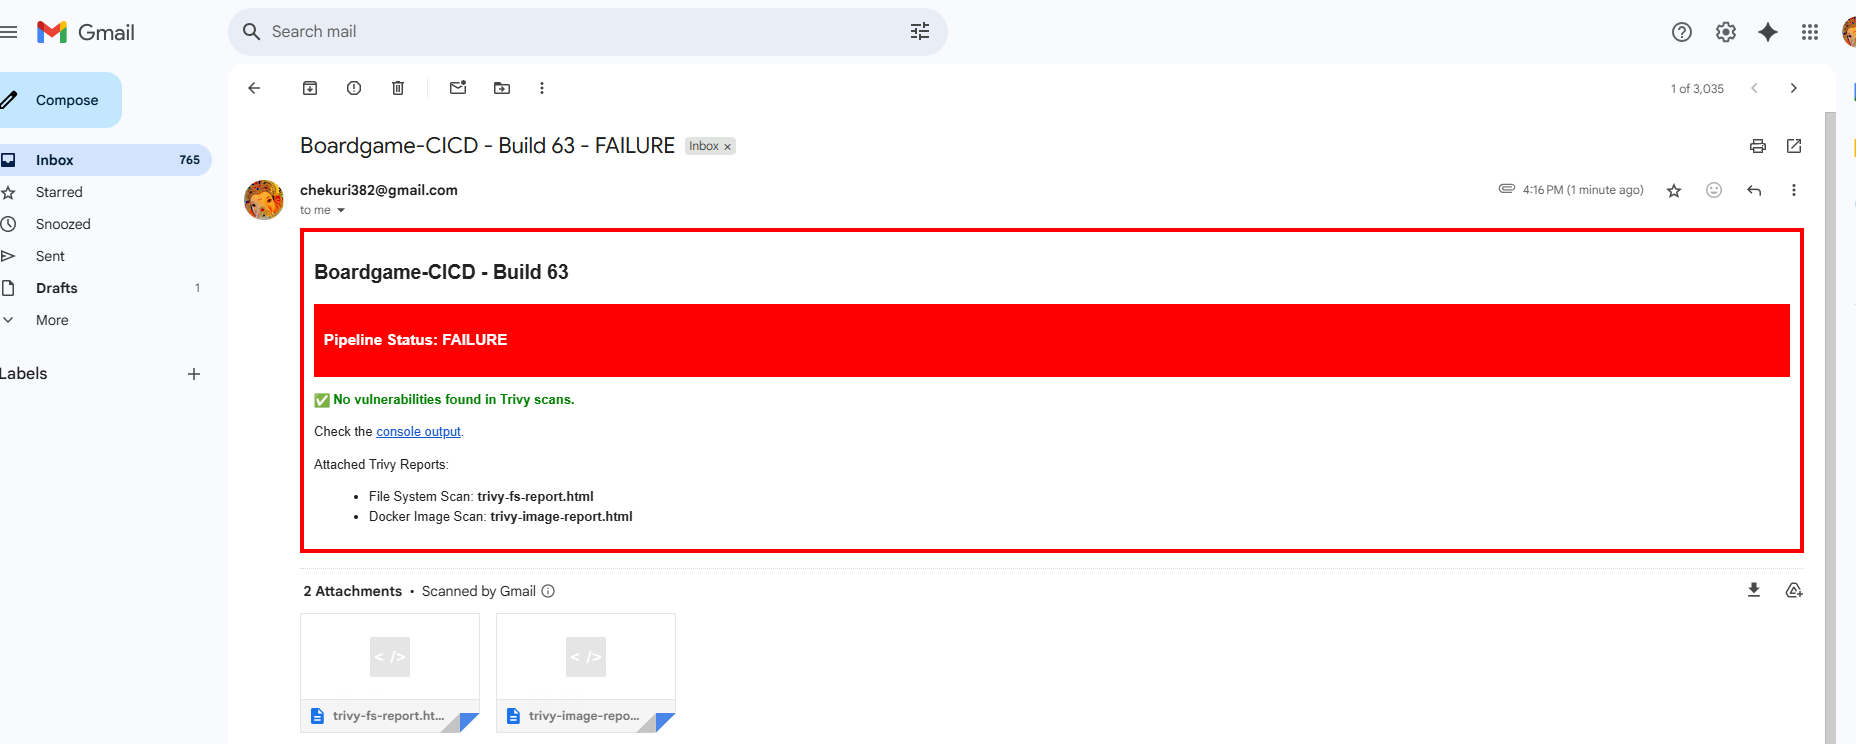 Gmail
Search mail
Compose
1 of 3,035
Inbox 765
Starred
Snoozed
Sent
Drafts 1
More
Labels
Boardgame-CICD - Build 63 - FAILURE Inbox ×
chekuri382@gmail.com 4:16 PM (1 minute ago)
to me
Boardgame-CICD - Build 63
Pipeline Status: FAILURE
✅ No vulnerabilities found in Trivy scans.
Check the console output.
Attached Trivy Reports:
• File System Scan: trivy-fs-report.html
• Docker Image Scan: trivy-image-report.html
2 Attachments • Scanned by Gmail
< />
< />
trivy-fs-report.ht...
trivy-image-repo...